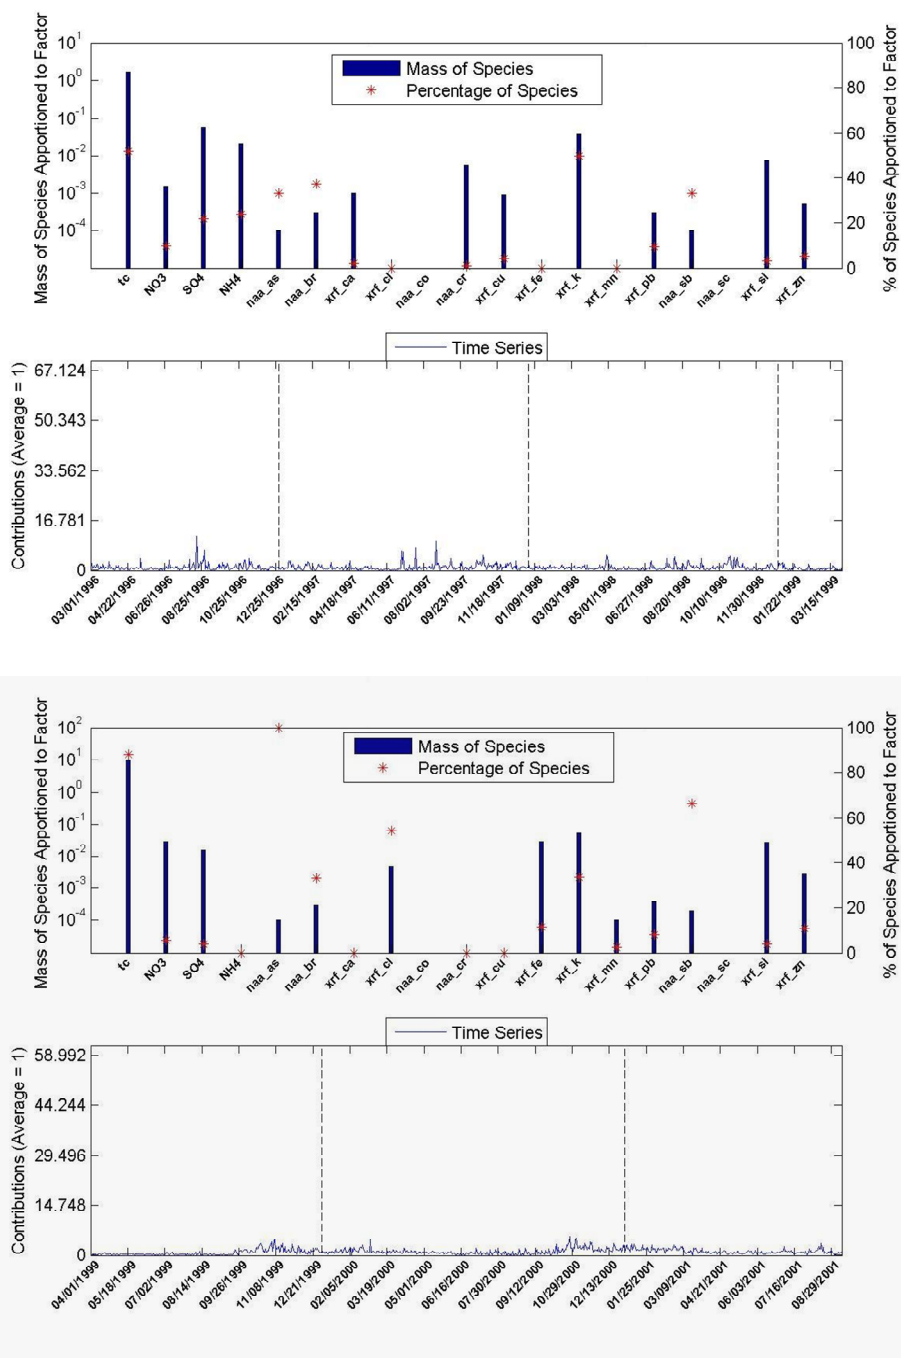 Mass of Species Apportioned to Factor
% of Species Apportioned to Factor
Mass of Species
Percentage of Species
10^1
10^0
10^-1
10^-2
10^-3
10^-4
100
80
60
40
20
0
tc NO3 SO4 NH4 naa_as naa_br xrf_ca xrf_cl naa_co naa_cr xrf_cu xrf_fe xrf_k xrf_mn xrf_pb naa_sb naa_sc xrf_si xrf_zn
Time Series
Contributions (Average = 1)
67.124
50.343
33.562
16.781
0
03/01/1996 04/22/1996 06/26/1996 08/25/1996 10/25/1996 12/25/1996 02/15/1997 04/18/1997 06/11/1997 08/02/1997 09/23/1997 11/18/1997 01/09/1998 03/03/1998 05/01/1998 06/27/1998 08/20/1998 10/10/1998 11/30/1998 01/22/1999 03/15/1999
Mass of Species Apportioned to Factor
% of Species Apportioned to Factor
Mass of Species
Percentage of Species
10^2
10^1
10^0
10^-1
10^-2
10^-3
10^-4
100
80
60
40
20
0
tc NO3 SO4 NH4 naa_as naa_br xrf_ca xrf_cl naa_co naa_cr xrf_cu xrf_fe xrf_k xrf_mn xrf_pb naa_sb naa_sc xrf_si xrf_zn
Time Series
Contributions (Average = 1)
58.992
44.244
29.496
14.748
0
04/01/1999 05/18/1999 07/02/1999 08/14/1999 09/26/1999 11/08/1999 12/21/1999 02/05/2000 03/19/2000 05/01/2000 06/16/2000 07/30/2000 09/12/2000 10/29/2000 12/13/2000 01/25/2001 03/09/2001 04/21/2001 06/03/2001 07/16/2001 08/29/2001